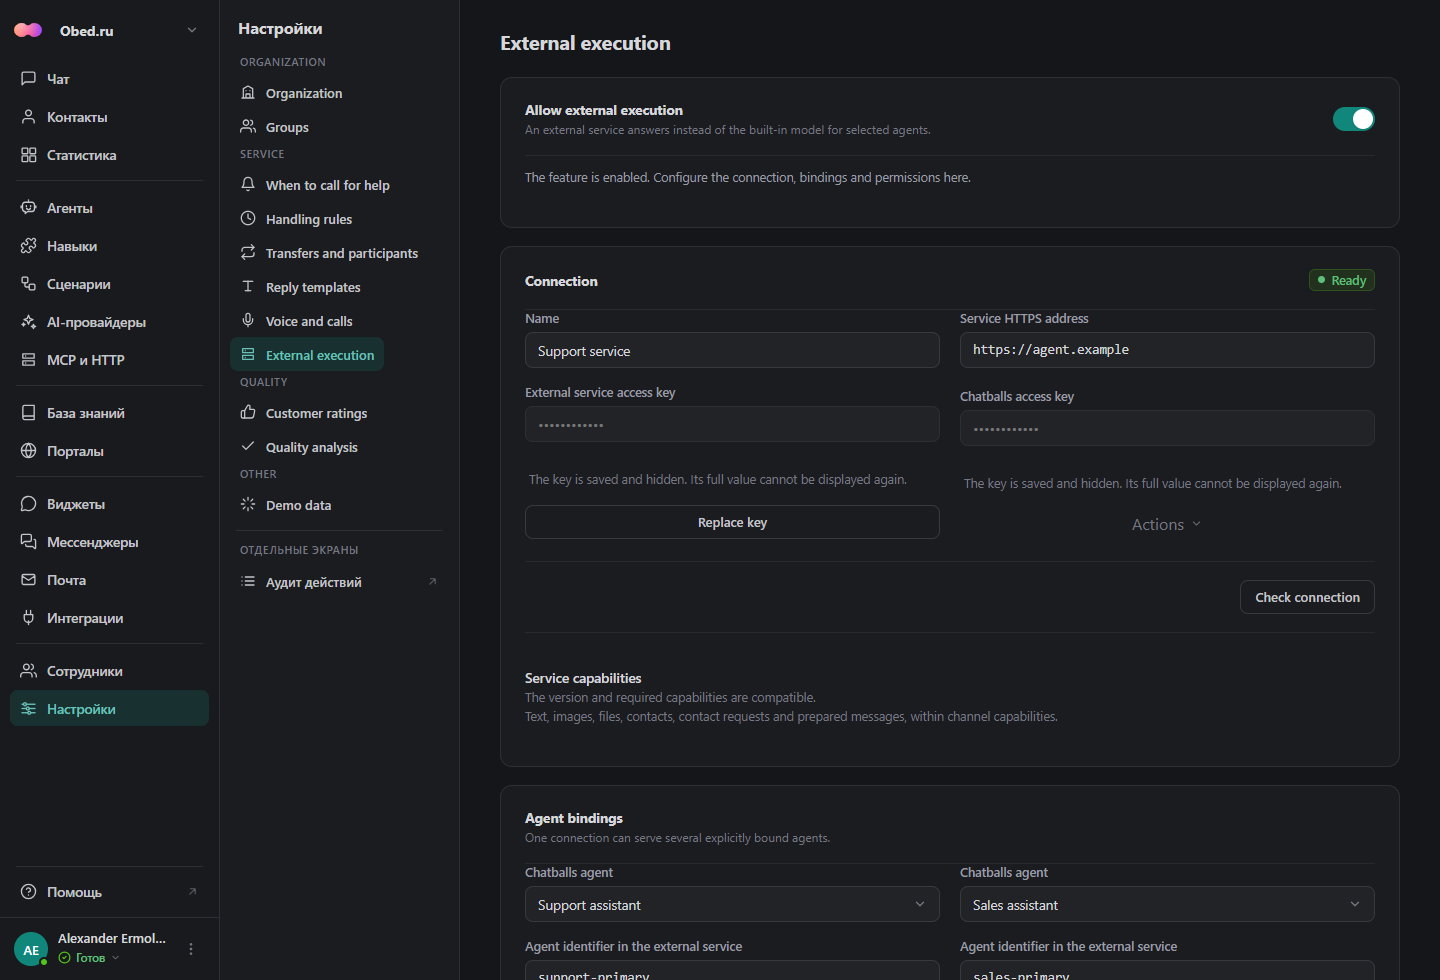 Obed.ru
Чат
Контакты
Статистика
Агенты
Навыки
Сценарии
AI-провайдеры
MCP и HTTP
База знаний
Порталы
Виджеты
Мессенджеры
Почта
Интеграции
Сотрудники
Настройки
Помощь
AE
Alexander Ermol...
Готов
Настройки
ORGANIZATION
Organization
Groups
SERVICE
When to call for help
Handling rules
Transfers and participants
Reply templates
Voice and calls
External execution
QUALITY
Customer ratings
Quality analysis
OTHER
Demo data
ОТДЕЛЬНЫЕ ЭКРАНЫ
Аудит действий
External execution
Allow external execution
An external service answers instead of the built-in model for selected agents.
The feature is enabled. Configure the connection, bindings and permissions here.
Connection
Ready
Name
Support service
Service HTTPS address
https://agent.example
External service access key
••••••••••••
The key is saved and hidden. Its full value cannot be displayed again.
Replace key
Chatballs access key
••••••••••••
The key is saved and hidden. Its full value cannot be displayed again.
Actions
Check connection
Service capabilities
The version and required capabilities are compatible.
Text, images, files, contacts, contact requests and prepared messages, within channel capabilities.
Agent bindings
One connection can serve several explicitly bound agents.
Chatballs agent
Support assistant
Agent identifier in the external service
support-primary
Chatballs agent
Sales assistant
Agent identifier in the external service
sales-primary